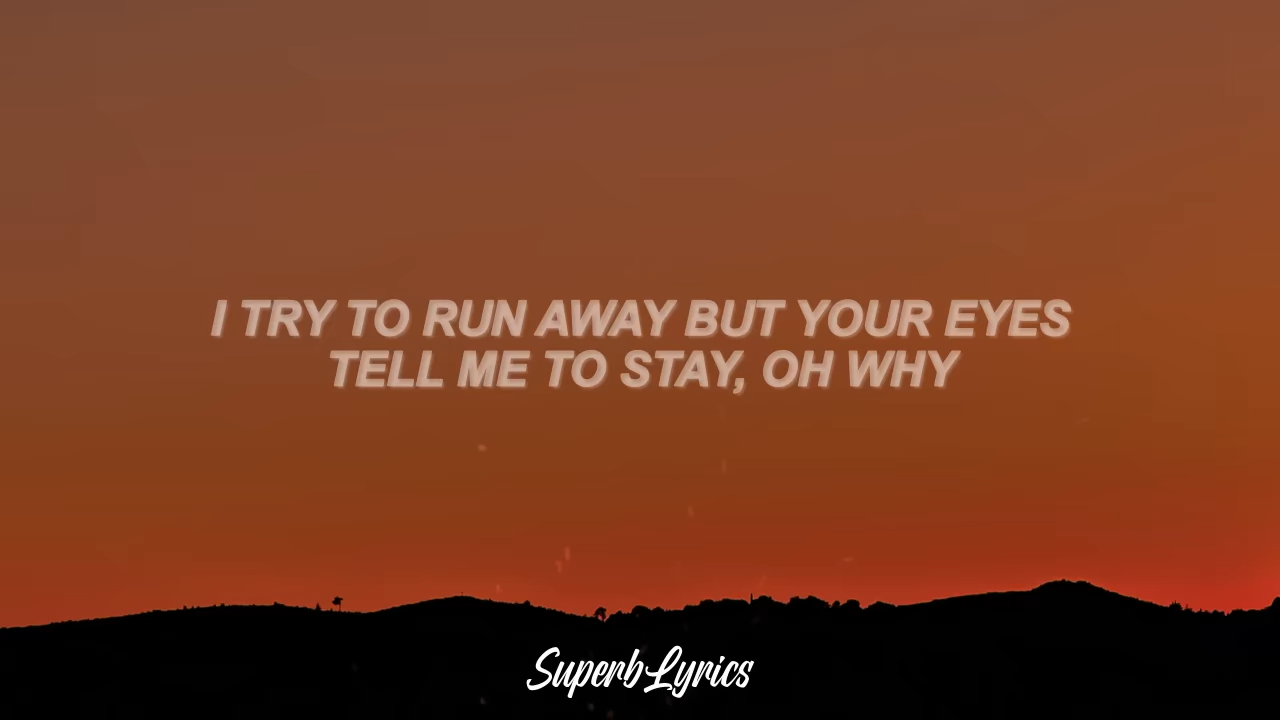 I TRY TO RUN AWAY BUT YOUR EYES
TELL ME TO STAY, OH WHY
SuperbLyrics